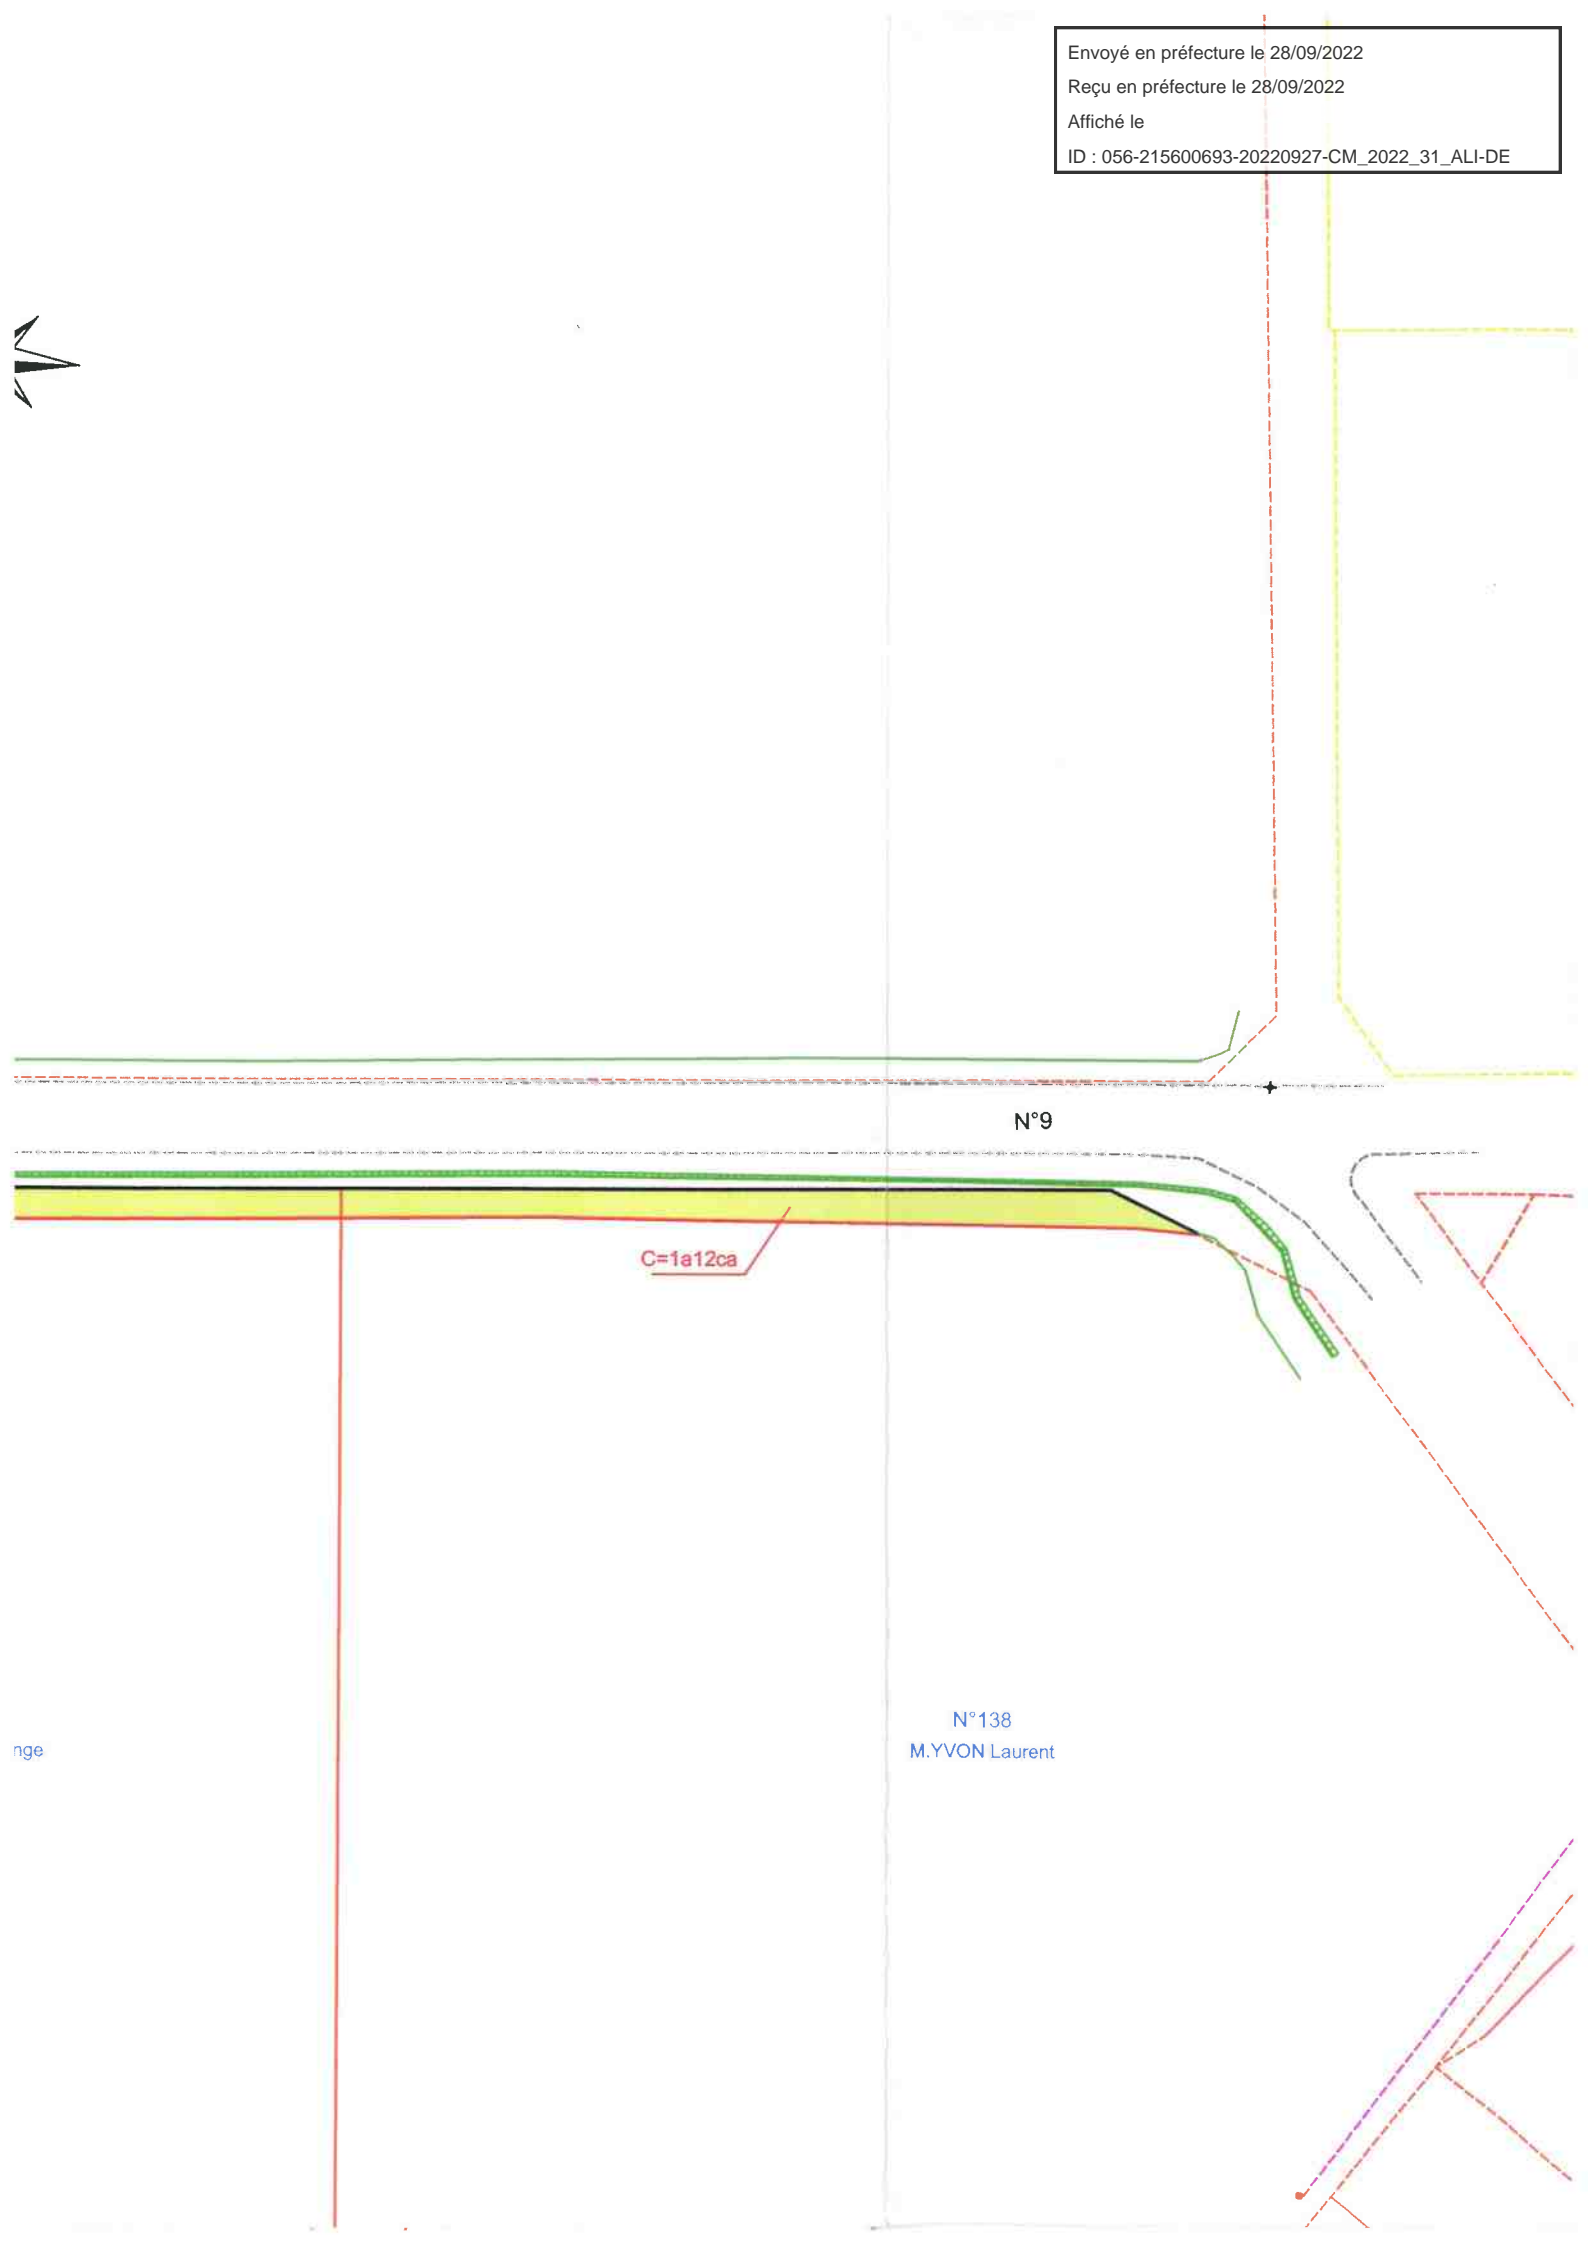 Envoyé en préfecture le 28/09/2022
Reçu en préfecture le 28/09/2022
Affiché le
ID : 056-215600693-20220927-CM_2022_31_ALI-DE
N°9
C=1a12ca
N°138
M.YVON Laurent
nge